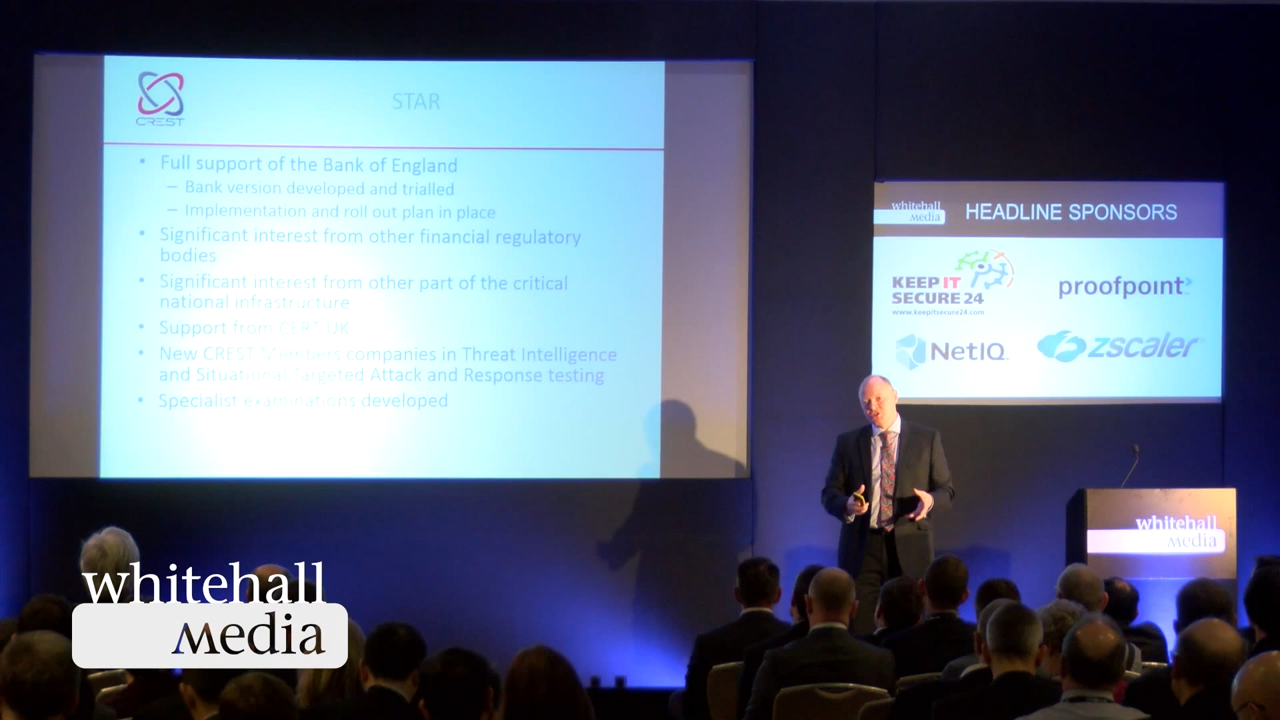 CREST
STAR
• Full support of the Bank of England
– Bank version developed and trialled
– Implementation and roll out plan in place
• Significant interest from other financial regulatory
bodies
• Significant interest from other part of the critical
national infrastructure
• Support from CERT UK
• New CREST Members companies in Threat Intelligence
and Situational Targeted Attack and Response testing
• Specialist examinations developed
whitehall
media
HEADLINE SPONSORS
KEEP IT
SECURE 24
www.keepitsecure24.com
proofpoint
NetIQ
zscaler
whitehall
media
whitehall
media